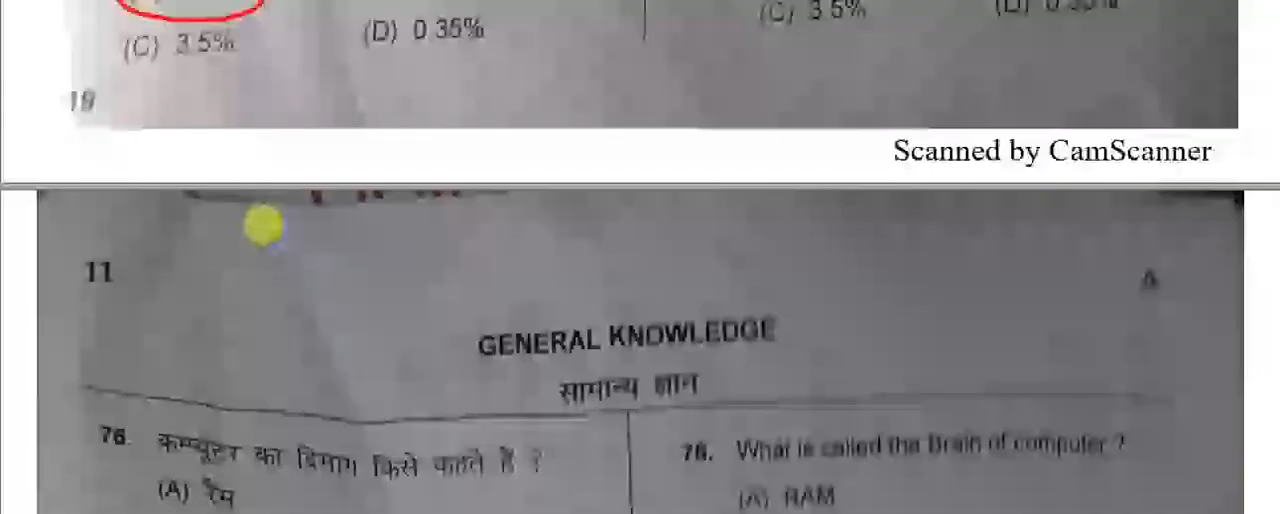 (C) 3.5%
(D) 0 35%
(C) 3 5%
19
Scanned by CamScanner
11
A
GENERAL KNOWLEDGE
सामान्य ज्ञान
76. कम्प्यूटर का दिमाग किसे कहते हैं ?
(A) रैम
76. What is called the Brain of computer ?
(A) RAM